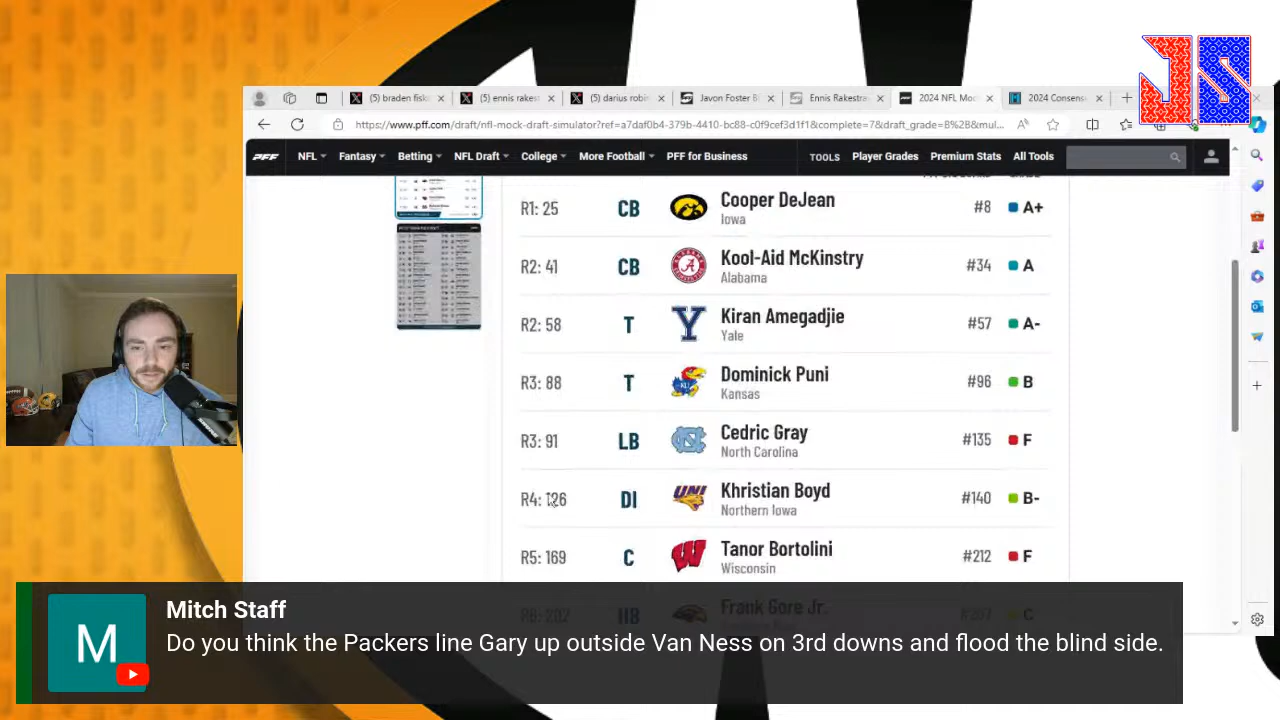 JS
(5) braden fisk
(5) ennis rakest
(5) darius robin
Javon Foster B
Ennis Rakestra
2024 NFL Moc
2024 Consens
https://www.pff.com/draft/nfl-mock-draft-simulator?ref=a7daf0b4-379b-4410-bc88-c0f9cef3d1f1&complete=7&draft_grade=B%2B&mul...
PFF NFL Fantasy Betting NFL Draft College More Football PFF for Business TOOLS Player Grades Premium Stats All Tools
R1: 25 CB Cooper DeJean #8 A+
Iowa
R2: 41 CB Kool-Aid McKinstry #34 A
Alabama
R2: 58 T Kiran Amegadjie #57 A-
Yale
R3: 88 T Dominick Puni #96 B
Kansas
R3: 91 LB Cedric Gray #135 F
North Carolina
R4: 126 DI Khristian Boyd #140 B-
Northern Iowa
R5: 169 C Tanor Bortolini #212 F
Wisconsin
HB Frank Gore Jr. C
M
Mitch Staff
Do you think the Packers line Gary up outside Van Ness on 3rd downs and flood the blind side.